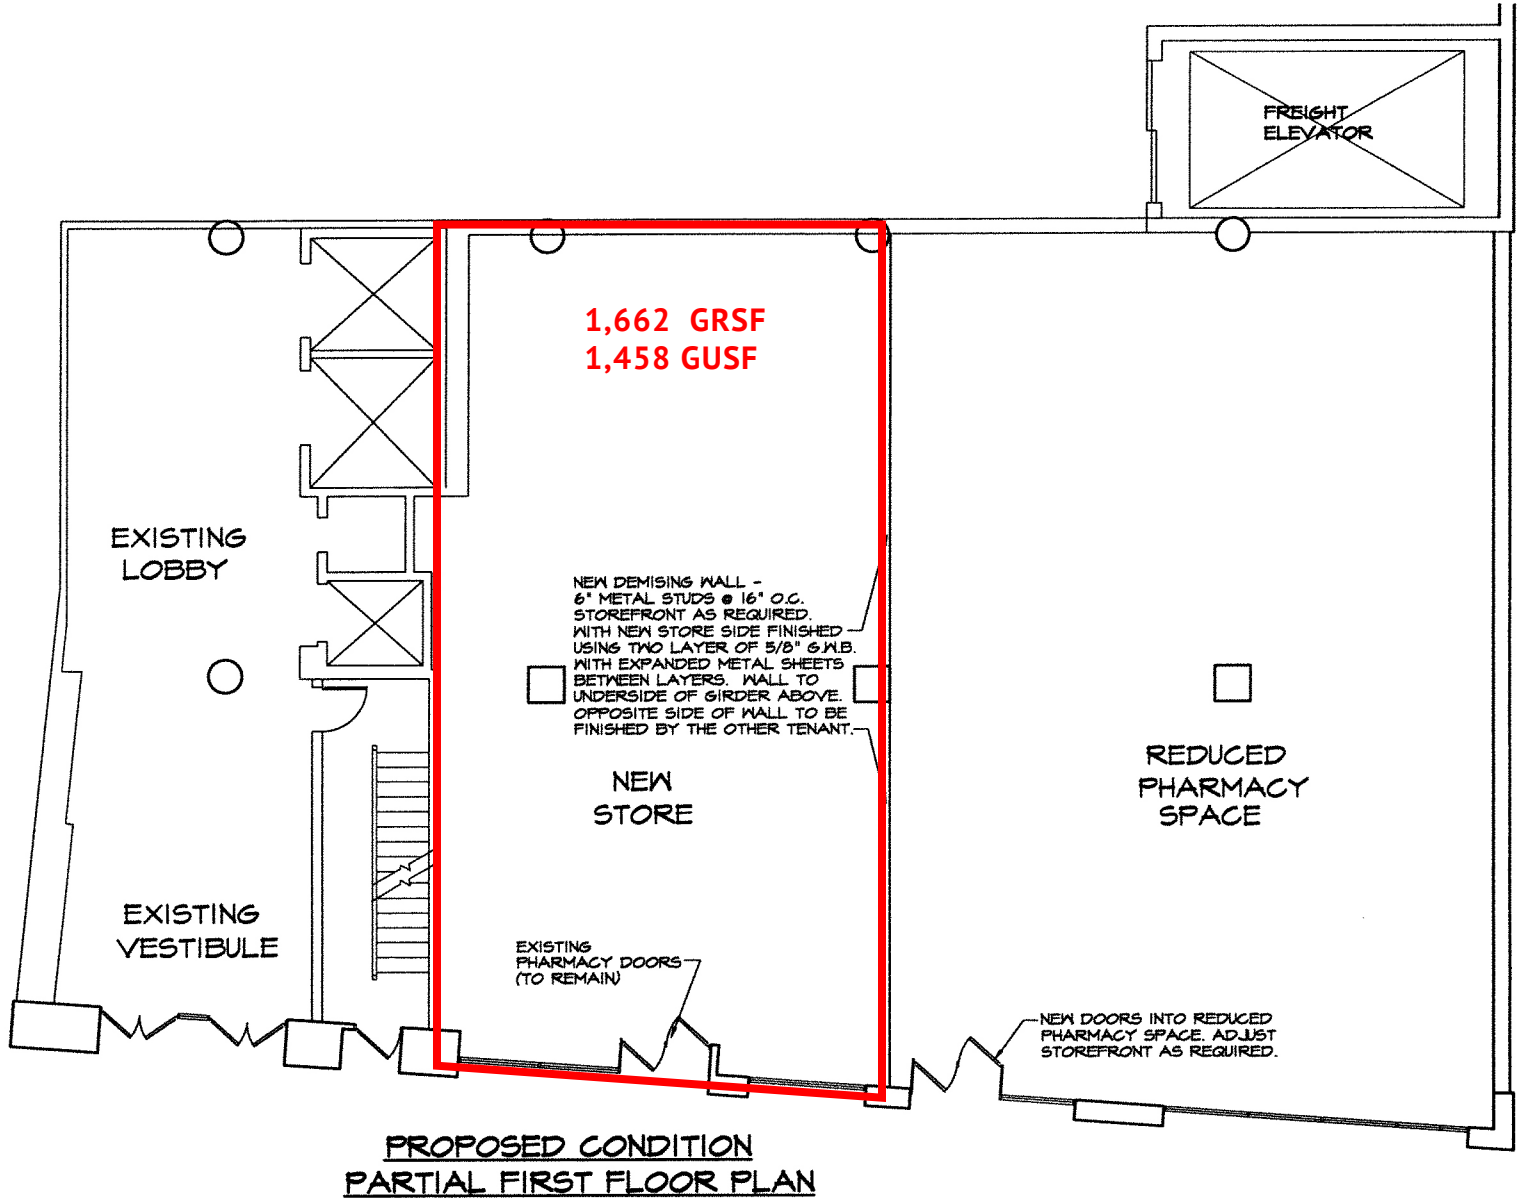 FREIGHT
ELEVATOR
1,662 GRSF
1,458 GUSF
EXISTING
LOBBY
NEW DEMISING WALL -
6" METAL STUDS @ 16" O.C.
STOREFRONT AS REQUIRED.
WITH NEW STORE SIDE FINISHED
USING TWO LAYER OF 5/8" G.W.B.
WITH EXPANDED METAL SHEETS
BETWEEN LAYERS. WALL TO
UNDERSIDE OF GIRDER ABOVE.
OPPOSITE SIDE OF WALL TO BE
FINISHED BY THE OTHER TENANT.
NEW
STORE
REDUCED
PHARMACY
SPACE
EXISTING
VESTIBULE
EXISTING
PHARMACY DOORS
(TO REMAIN)
NEW DOORS INTO REDUCED
PHARMACY SPACE. ADJUST
STOREFRONT AS REQUIRED.
PROPOSED CONDITION
PARTIAL FIRST FLOOR PLAN